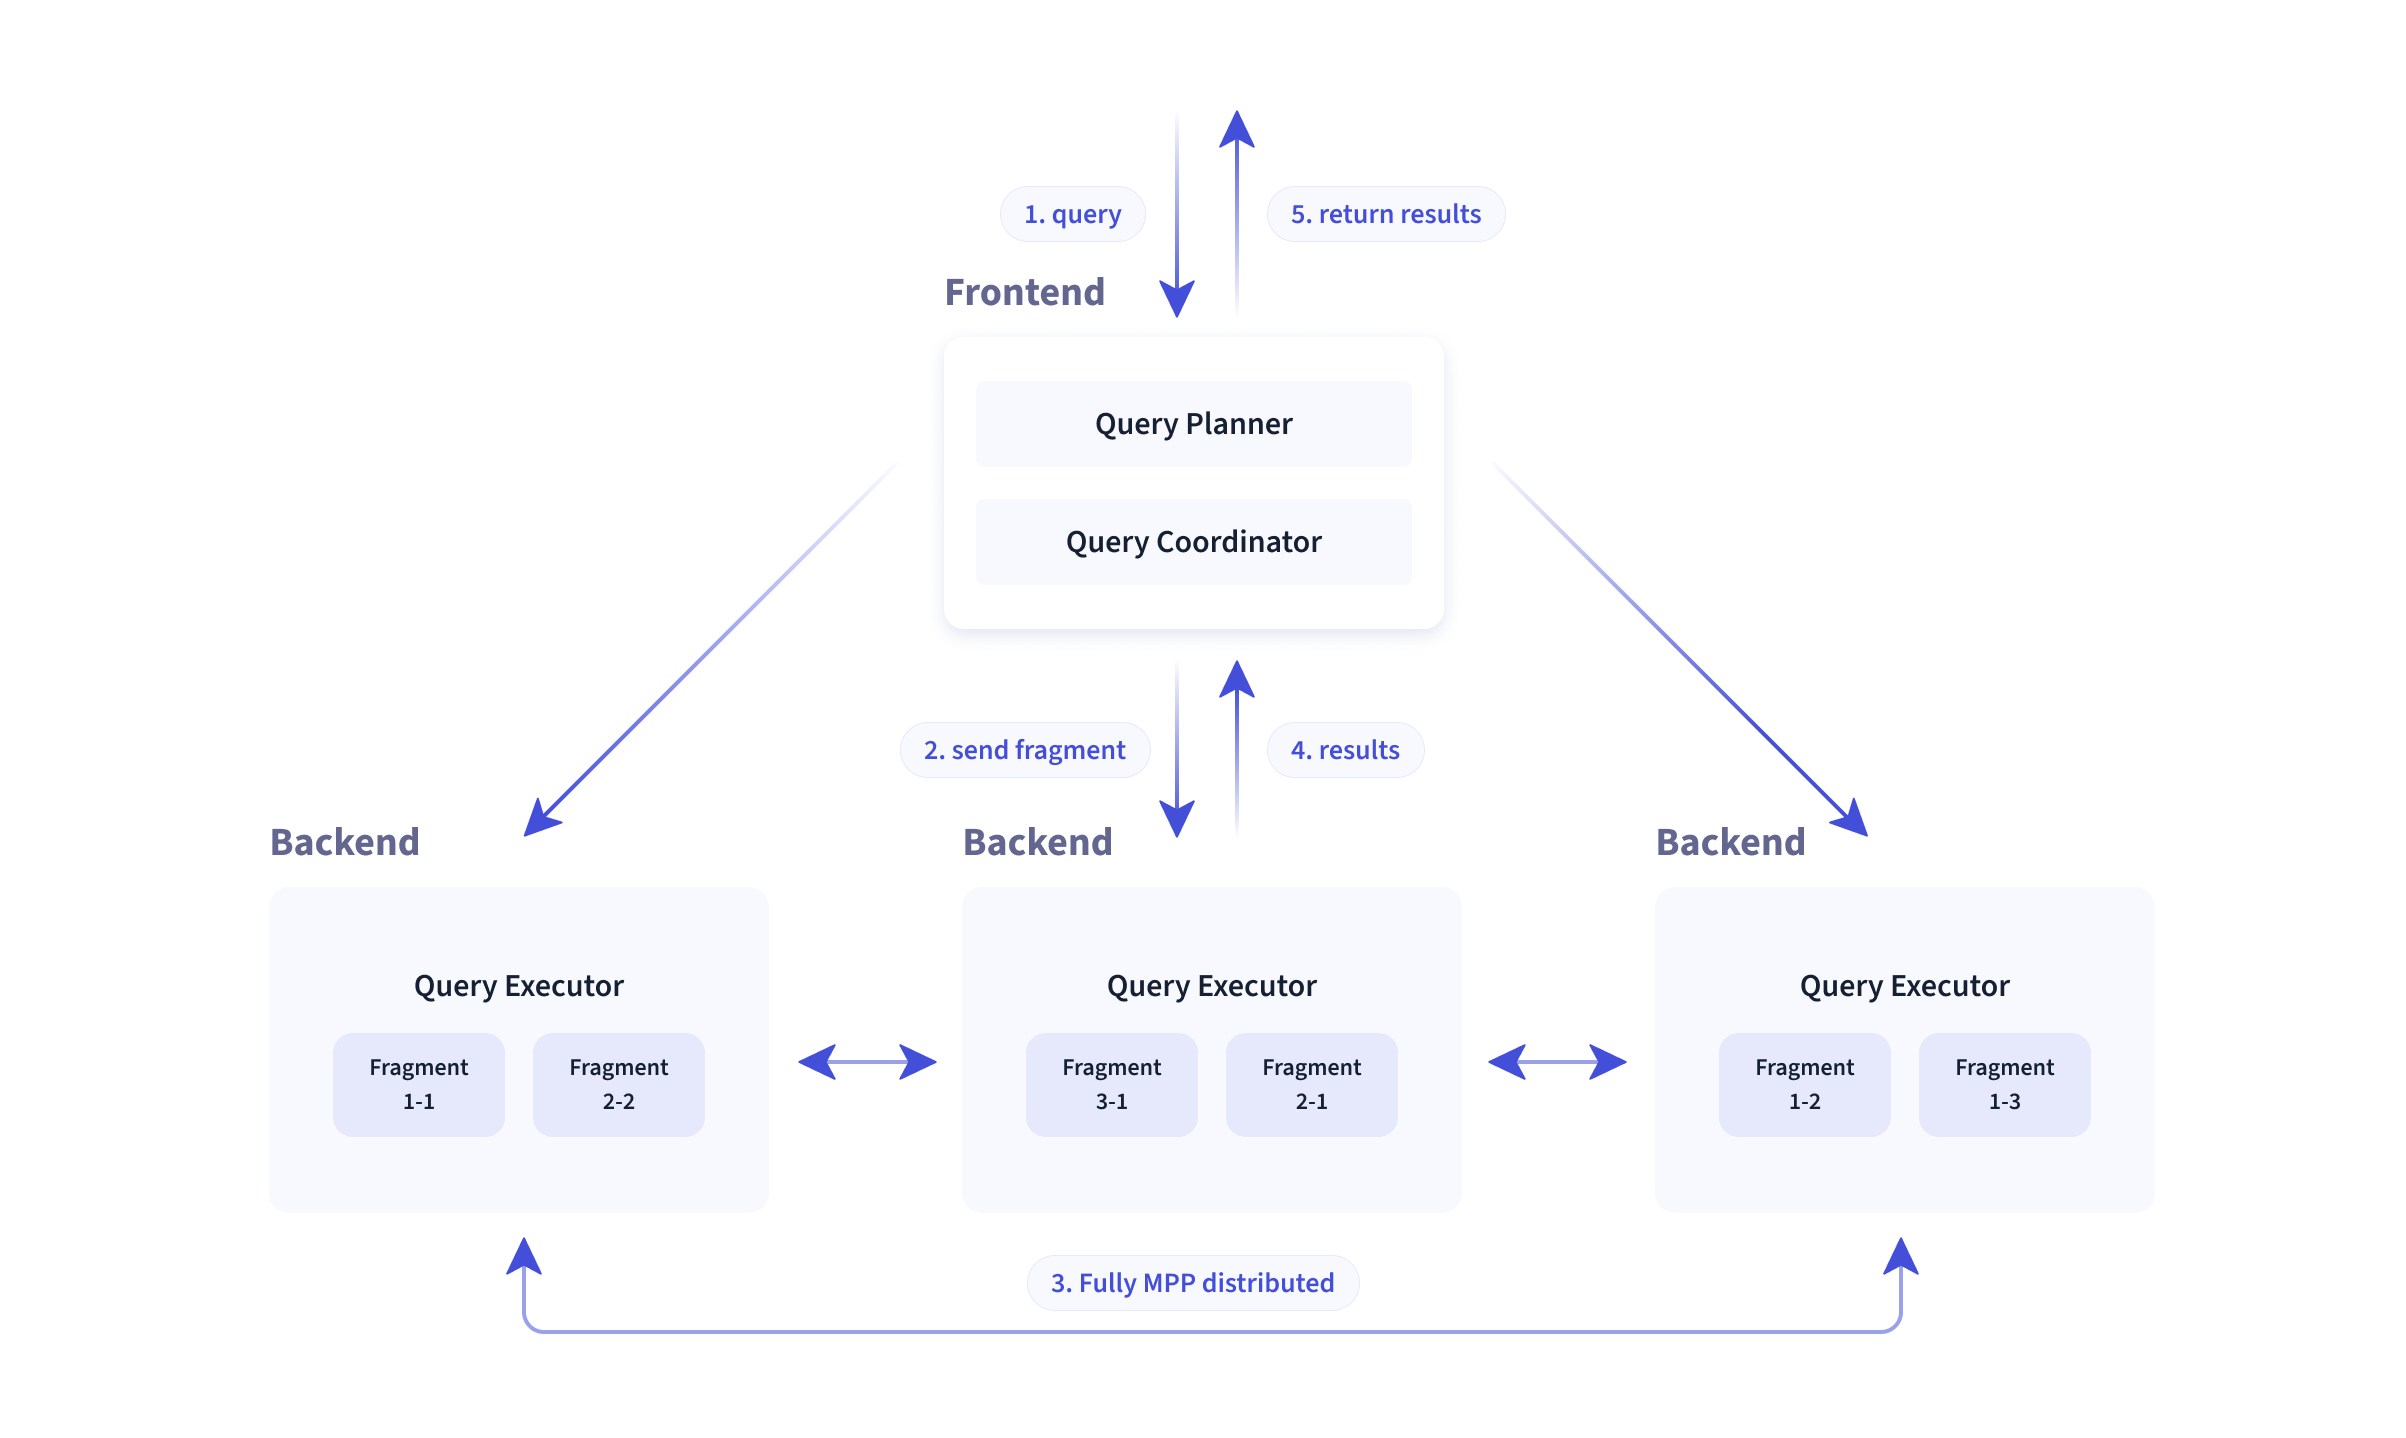 1. query
5. return results
Frontend
Query Planner
Query Coordinator
2. send fragment
4. results
Backend
Backend
Backend
Query Executor
Fragment
1-1
Fragment
2-2
Query Executor
Fragment
3-1
Fragment
2-1
Query Executor
Fragment
1-2
Fragment
1-3
3. Fully MPP distributed